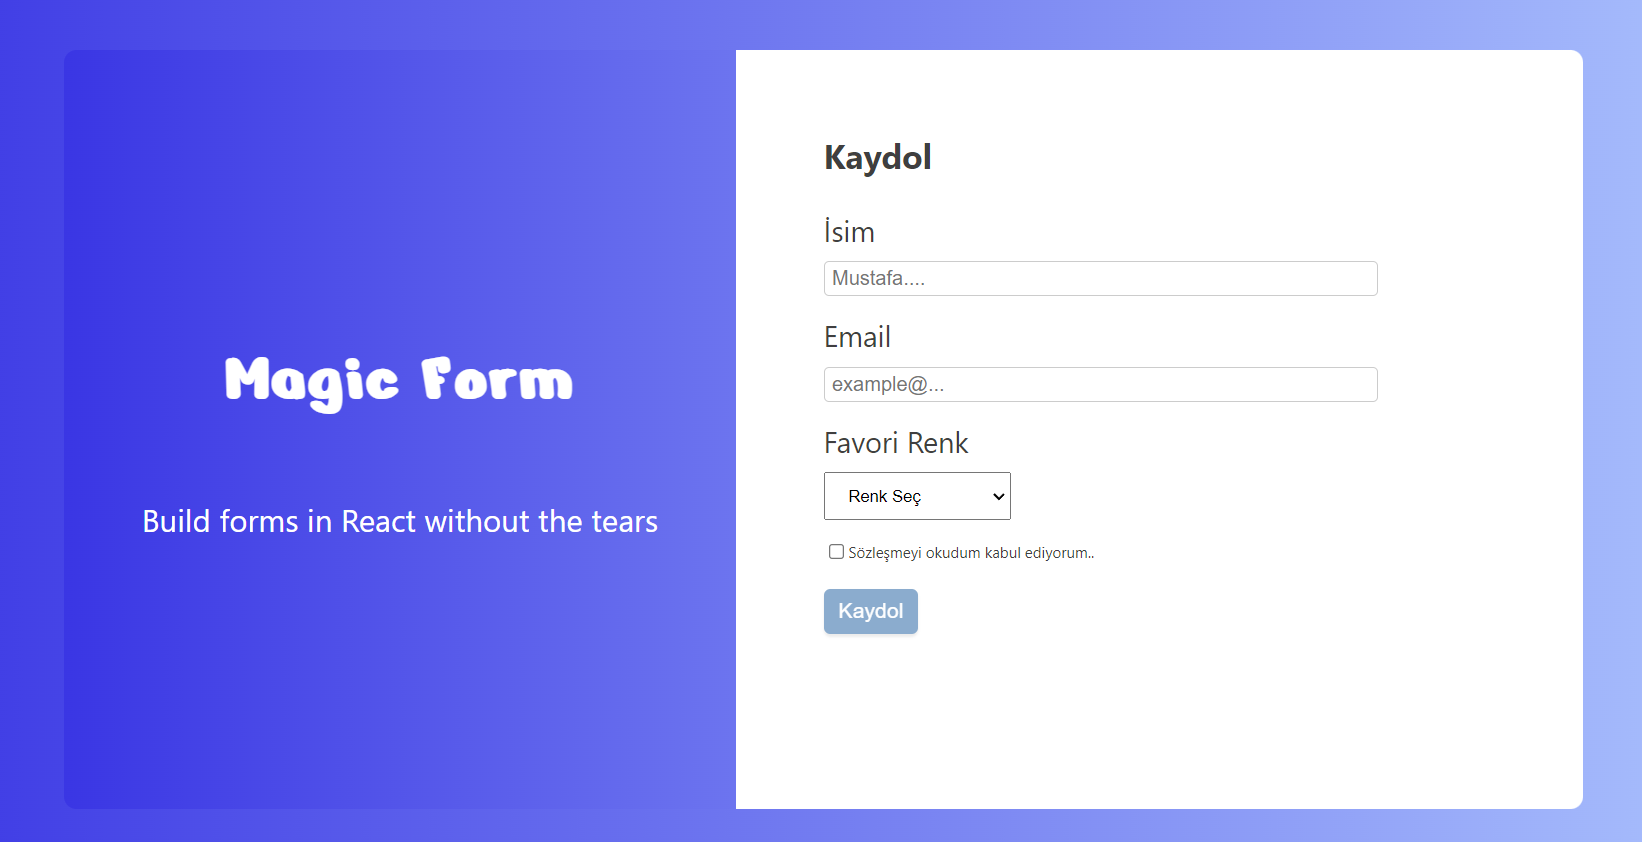 Magic Form
Build forms in React without the tears
Kaydol
İsim
Mustafa....
Email
example@...
Favori Renk
Renk Seç
Sözleşmeyi okudum kabul ediyorum..
Kaydol